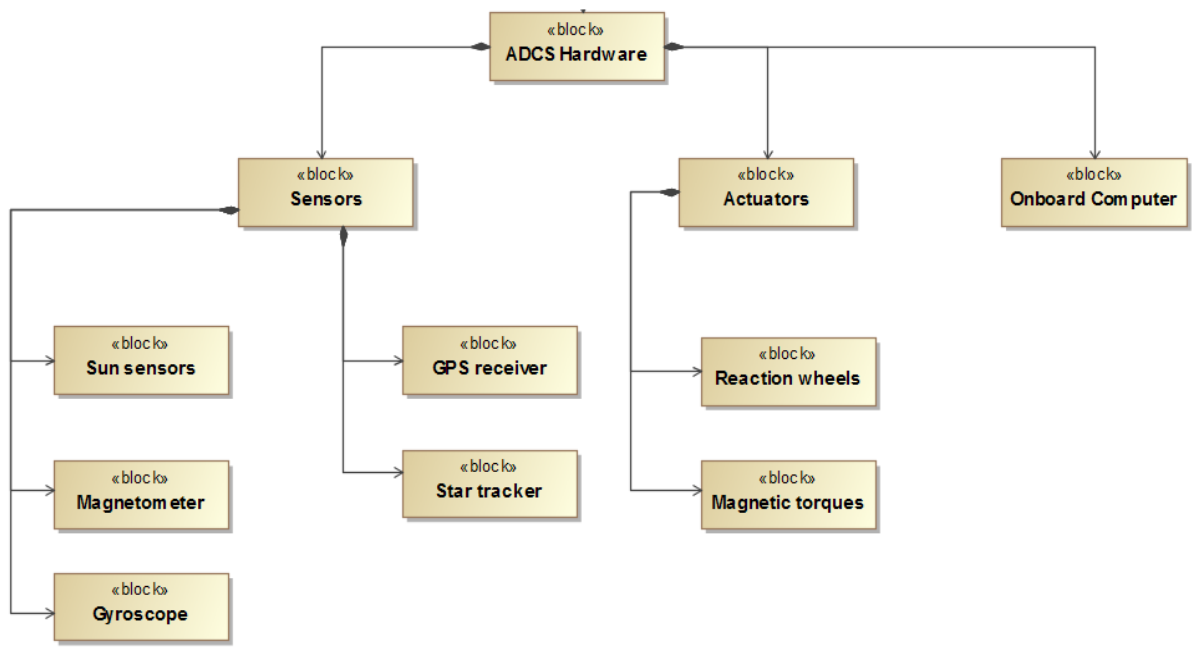 «block»
ADCS Hardware
«block»
Sensors
«block»
Actuators
«block»
Onboard Computer
«block»
Sun sensors
«block»
GPS receiver
«block»
Reaction wheels
«block»
Magnetometer
«block»
Star tracker
«block»
Magnetic torques
«block»
Gyroscope